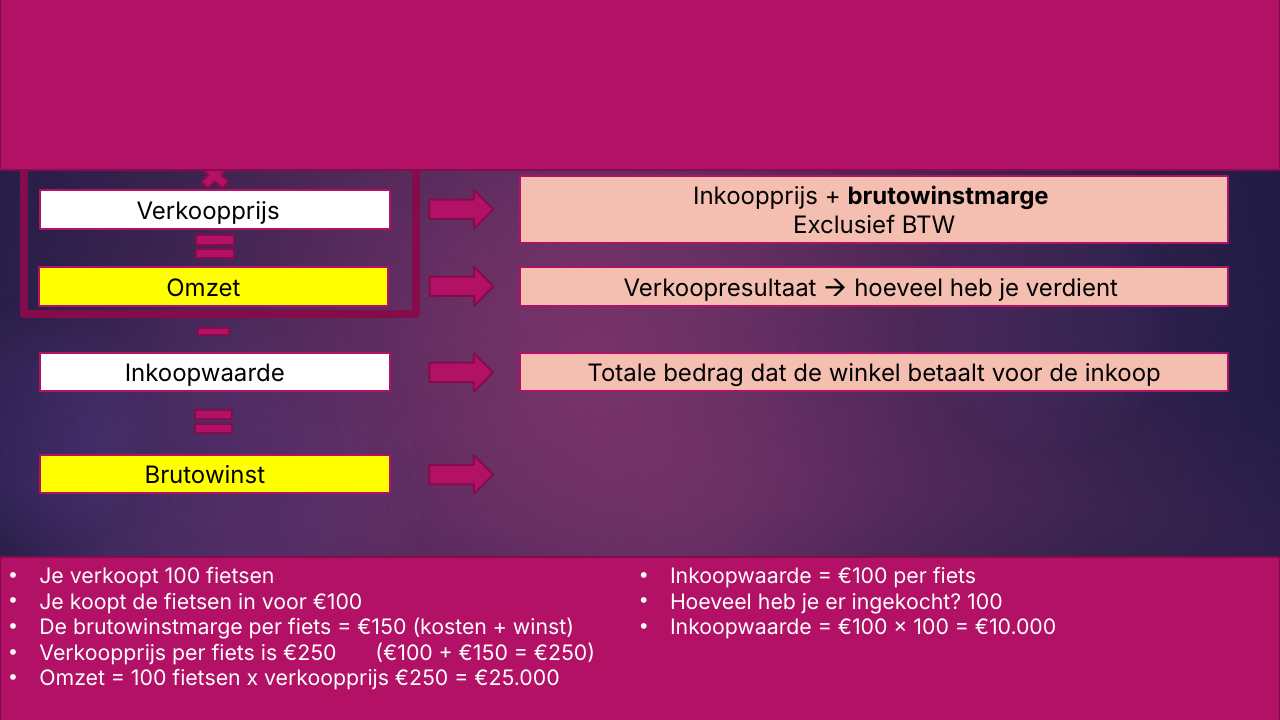 Verkoopprijs
Inkoopprijs + brutowinstmarge
Exclusief BTW
Omzet
Verkoopresultaat → hoeveel heb je verdient
Inkoopwaarde
Totale bedrag dat de winkel betaalt voor de inkoop
Brutowinst
• Je verkoopt 100 fietsen
• Je koopt de fietsen in voor €100
• De brutowinstmarge per fiets = €150 (kosten + winst)
• Verkoopprijs per fiets is €250 (€100 + €150 = €250)
• Omzet = 100 fietsen x verkoopprijs €250 = €25.000
• Inkoopwaarde = €100 per fiets
• Hoeveel heb je er ingekocht? 100
• Inkoopwaarde = €100 × 100 = €10.000